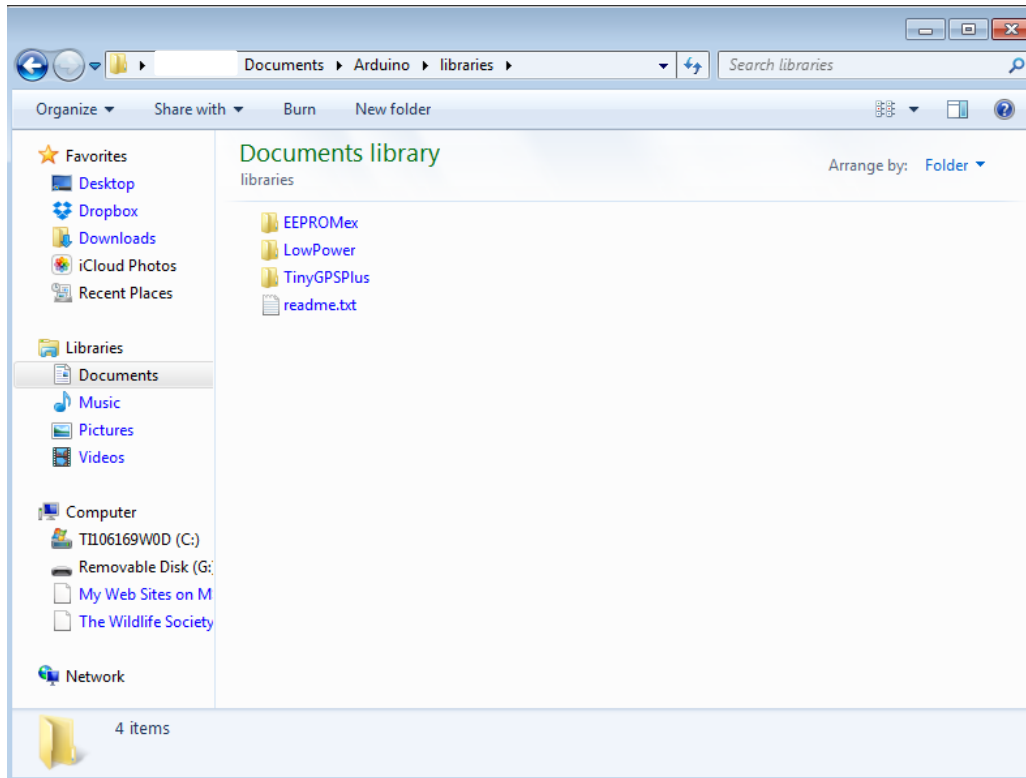 Documents Arduino libraries Search libraries
Organize Share with Burn New folder
Favorites
Desktop
Dropbox
Downloads
iCloud Photos
Recent Places
Libraries
Documents
Music
Pictures
Videos
Computer
TI106169W0D (C:)
Removable Disk (G:
My Web Sites on M
The Wildlife Society
Network
Documents library
libraries
Arrange by: Folder
EEPROMex
LowPower
TinyGPSPlus
readme.txt
4 items